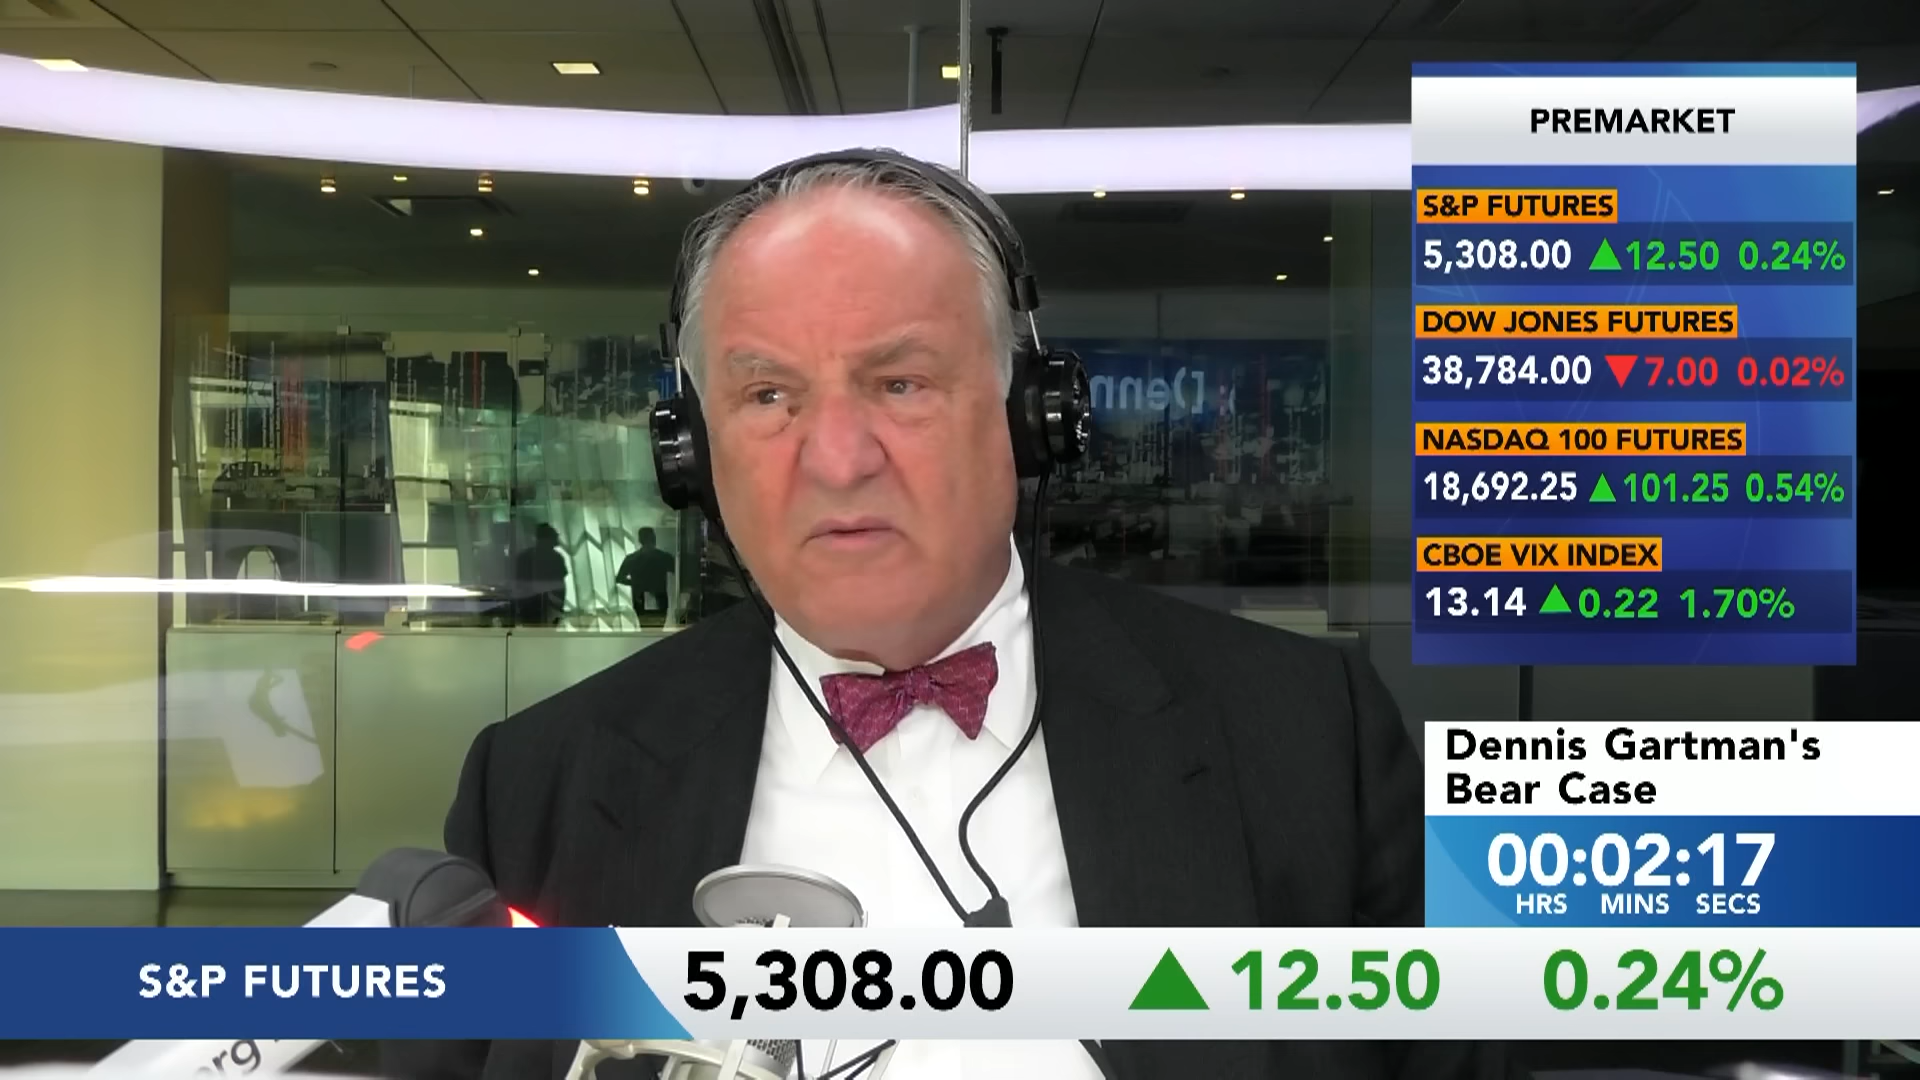 PREMARKET
S&P FUTURES
5,308.00 ▲12.50 0.24%
DOW JONES FUTURES
38,784.00 ▼7.00 0.02%
NASDAQ 100 FUTURES
18,692.25 ▲101.25 0.54%
CBOE VIX INDEX
13.14 ▲0.22 1.70%
Dennis Gartman's
Bear Case
00:02:17
HRS MINS SECS
S&P FUTURES 5,308.00 ▲12.50 0.24%